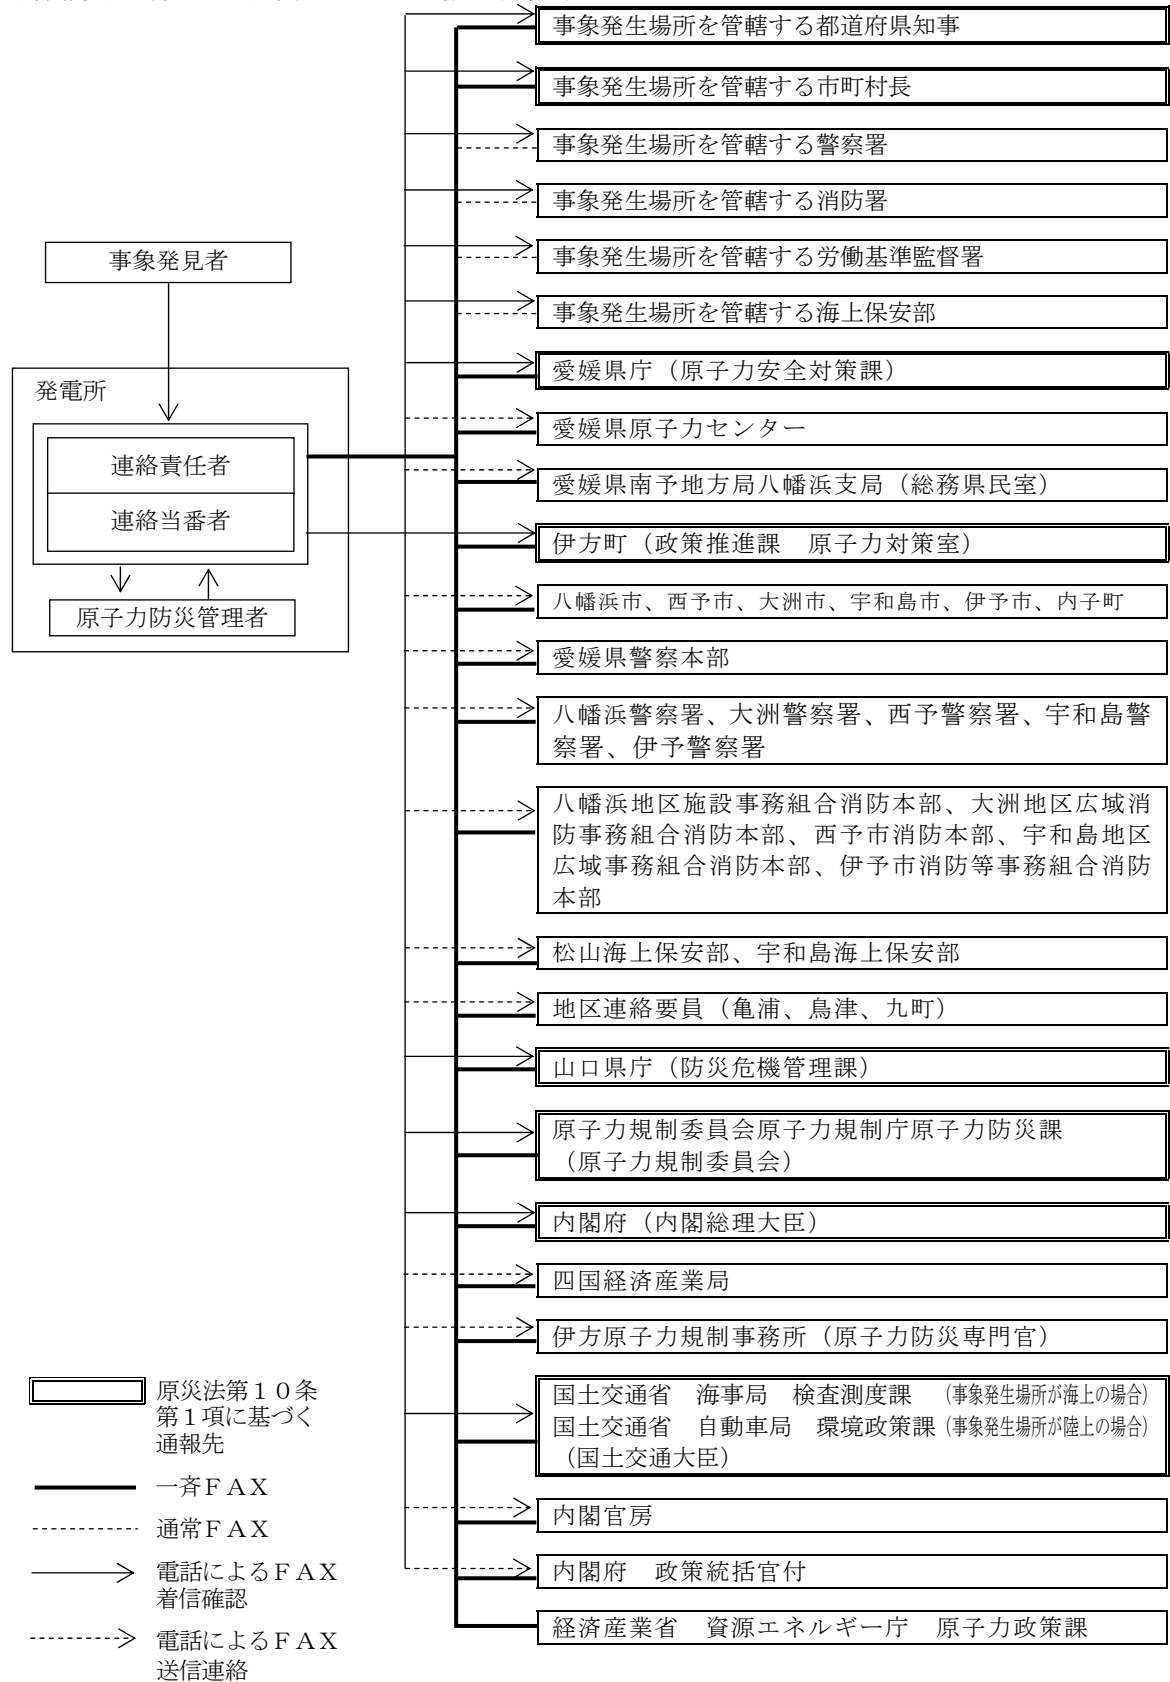 事象発生場所を管轄する都道府県知事
事象発生場所を管轄する市町村長
事象発生場所を管轄する警察署
事象発生場所を管轄する消防署
事象発生場所を管轄する労働基準監督署
事象発生場所を管轄する海上保安部
事象発見者
発電所
連絡責任者
連絡当番者
原子力防災管理者
愛媛県庁（原子力安全対策課）
愛媛県原子力センター
愛媛県南予地方局八幡浜支局（総務県民室）
伊方町（政策推進課　原子力対策室）
八幡浜市、西予市、大洲市、宇和島市、伊予市、内子町
愛媛県警察本部
八幡浜警察署、大洲警察署、西予警察署、宇和島警
察署、伊予警察署
八幡浜地区施設事務組合消防本部、大洲地区広域消
防事務組合消防本部、西予市消防本部、宇和島地区
広域事務組合消防本部、伊予市消防等事務組合消防
本部
松山海上保安部、宇和島海上保安部
地区連絡要員（亀浦、鳥津、九町）
山口県庁（防災危機管理課）
原子力規制委員会原子力規制庁原子力防災課
（原子力規制委員会）
内閣府（内閣総理大臣）
四国経済産業局
伊方原子力規制事務所（原子力防災専門官）
国土交通省　海事局　検査測度課　（事象発生場所が海上の場合）
国土交通省　自動車局　環境政策課（事象発生場所が陸上の場合）
（国土交通大臣）
内閣官房
内閣府　政策統括官付
経済産業省　資源エネルギー庁　原子力政策課
原災法第１０条
第１項に基づく
通報先
一斉ＦＡＸ
通常ＦＡＸ
電話によるＦＡＸ
着信確認
電話によるＦＡＸ
送信連絡